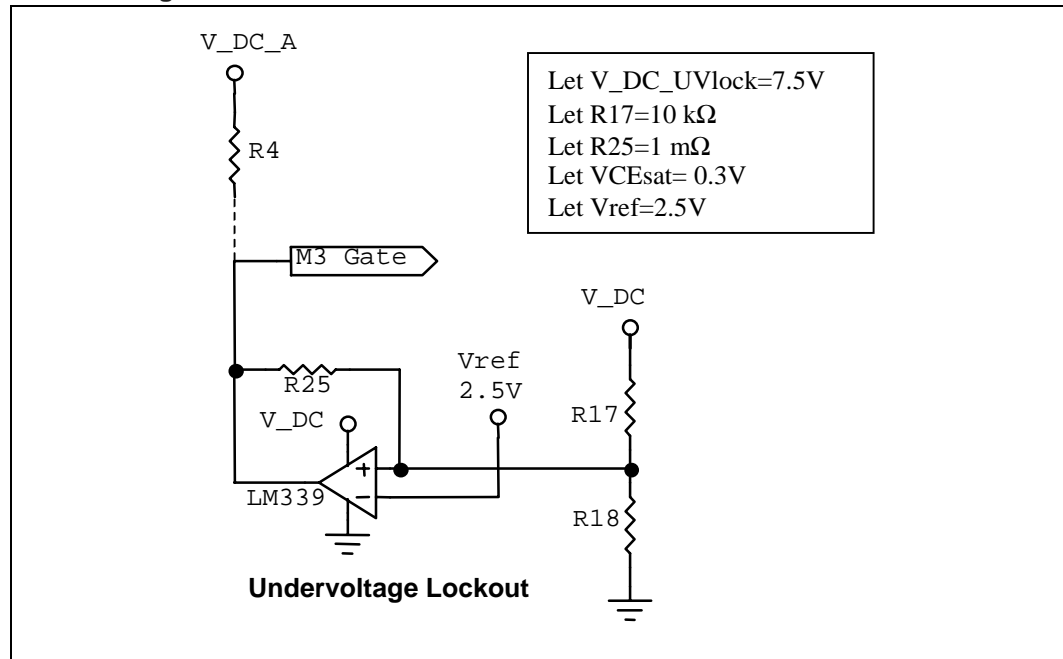 V_DC_A
Let V_DC_UVlock=7.5V
Let R17=10 kΩ
Let R25=1 mΩ
Let VCEsat= 0.3V
Let Vref=2.5V
R4
M3 Gate
V_DC
Vref
2.5V
R25
V_DC
R17
+
−
LM339
R18
Undervoltage Lockout